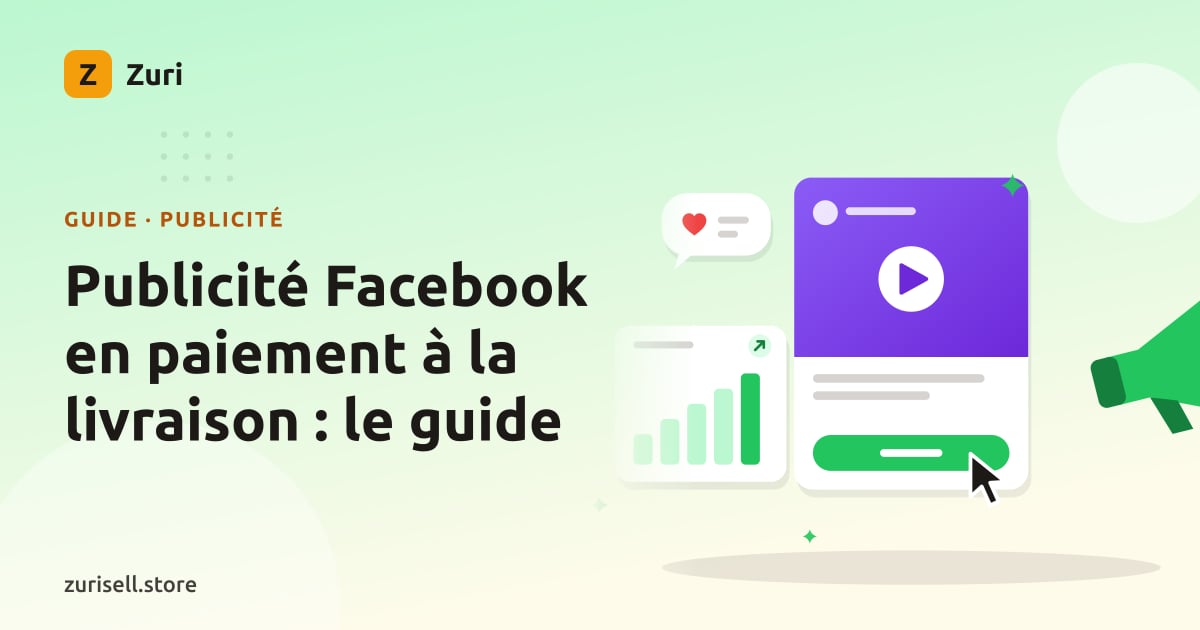 Z Zuri
GUIDE · PUBLICITÉ
Publicité Facebook
en paiement à la
livraison : le guide
zurisell.store